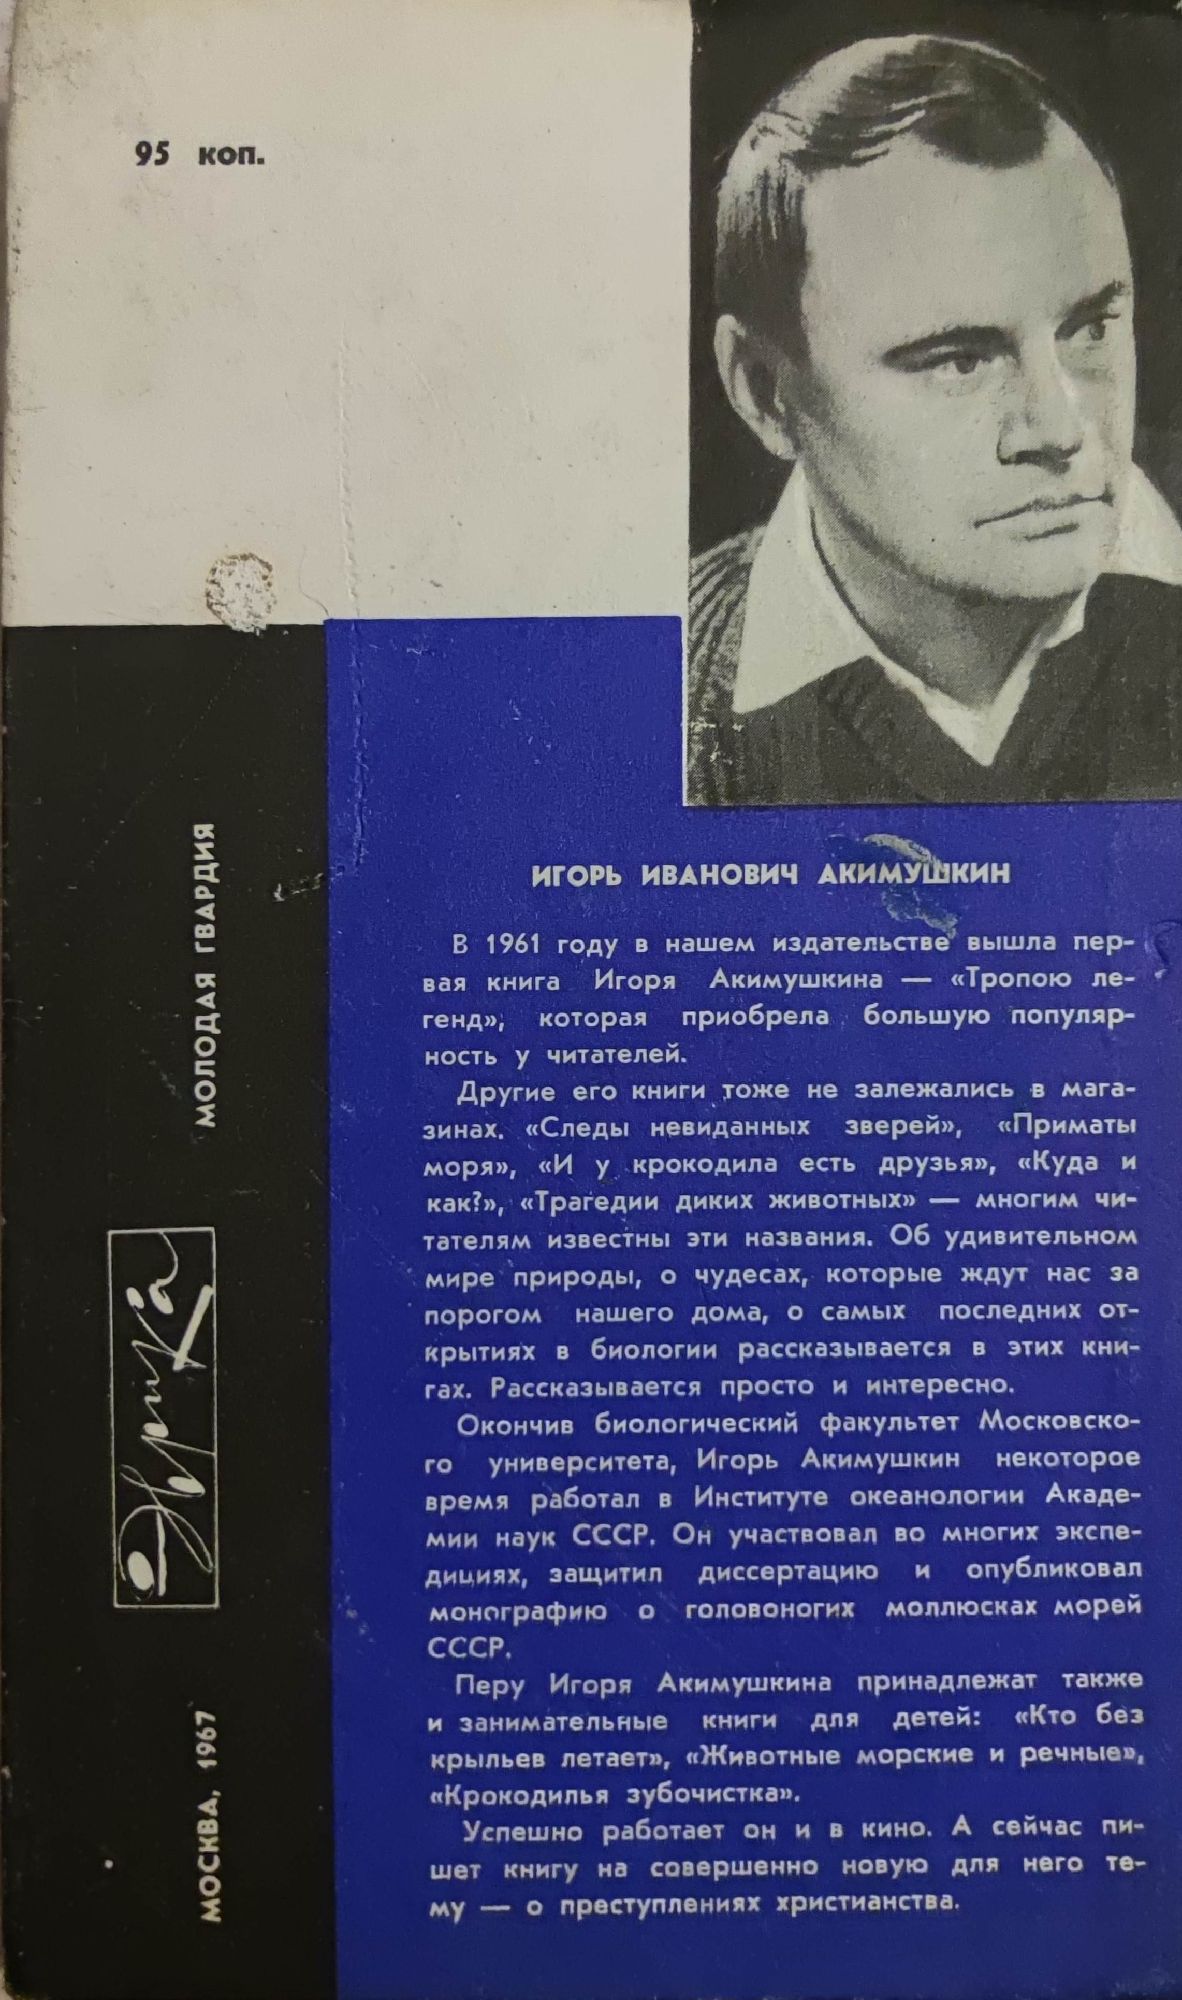 95 коп.
ИГОРЬ ИВАНОВИЧ АКИМУШКИН
В 1961 году в нашем издательстве вышла пер-
вая книга Игоря Акимушкина — «Тропою ле-
генд», которая приобрела большую популяр-
ность у читателей.
Другие его книги тоже не залежались в мага-
зинах. «Следы невиданных зверей», «Приматы
моря», «И у крокодила есть друзья», «Куда и
как?», «Трагедии диких животных» — многим чи-
тателям известны эти названия. Об удивительном
мире природы, о чудесах, которые ждут нас за
порогом нашего дома, о самых последних от-
крытиях в биологии рассказывается в этих кни-
гах. Рассказывается просто и интересно.
Окончив биологический факультет Московско-
го университета, Игорь Акимушкин некоторое
время работал в Институте океанологии Акаде-
мии наук СССР. Он участвовал во многих экспе-
дициях, защитил диссертацию и опубликовал
монографию о головоногих моллюсках морей
СССР.
Перу Игоря Акимушкина принадлежат также
и занимательные книги для детей: «Кто без
крыльев летает», «Животные морские и речные»,
«Крокодилья зубочистка».
Успешно работает он и в кино. А сейчас пи-
шет книгу на совершенно новую для него те-
му — о преступлениях христианства.
МОСКВА, 1967
Эврика
МОЛОДАЯ ГВАРДИЯ